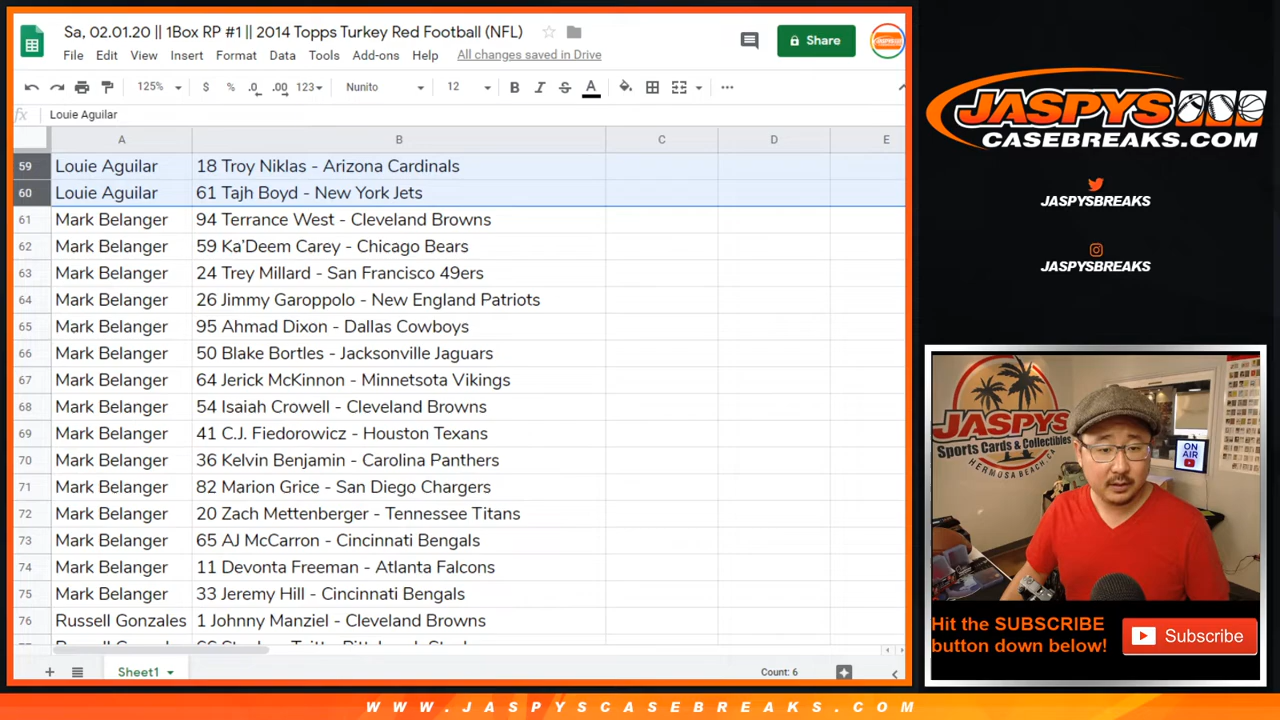 Sa, 02.01.20 || 1Box RP #1 || 2014 Topps Turkey Red Football (NFL)
File Edit View Insert Format Data Tools Add-ons Help All changes saved in Drive
Share
125% $ % .0 .00 123 Nunito 12 B I S A
fx Louie Aguilar
A B C D E
59 Louie Aguilar 18 Troy Niklas - Arizona Cardinals
60 Louie Aguilar 61 Tajh Boyd - New York Jets
61 Mark Belanger 94 Terrance West - Cleveland Browns
62 Mark Belanger 59 Ka'Deem Carey - Chicago Bears
63 Mark Belanger 24 Trey Millard - San Francisco 49ers
64 Mark Belanger 26 Jimmy Garoppolo - New England Patriots
65 Mark Belanger 95 Ahmad Dixon - Dallas Cowboys
66 Mark Belanger 50 Blake Bortles - Jacksonville Jaguars
67 Mark Belanger 64 Jerick McKinnon - Minnetsota Vikings
68 Mark Belanger 54 Isaiah Crowell - Cleveland Browns
69 Mark Belanger 41 C.J. Fiedorowicz - Houston Texans
70 Mark Belanger 36 Kelvin Benjamin - Carolina Panthers
71 Mark Belanger 82 Marion Grice - San Diego Chargers
72 Mark Belanger 20 Zach Mettenberger - Tennessee Titans
73 Mark Belanger 65 AJ McCarron - Cincinnati Bengals
74 Mark Belanger 11 Devonta Freeman - Atlanta Falcons
75 Mark Belanger 33 Jeremy Hill - Cincinnati Bengals
76 Russell Gonzales 1 Johnny Manziel - Cleveland Browns
Sheet1 Count: 6
JASPYS
CASEBREAKS.COM
JASPYSBREAKS
JASPYSBREAKS
JASPYS
Sports Cards & Collectibles
HERMOSA BEACH, CA
ON
AIR
Hit the SUBSCRIBE
button down below!
Subscribe
WWW.JASPYSCASEBREAKS.COM